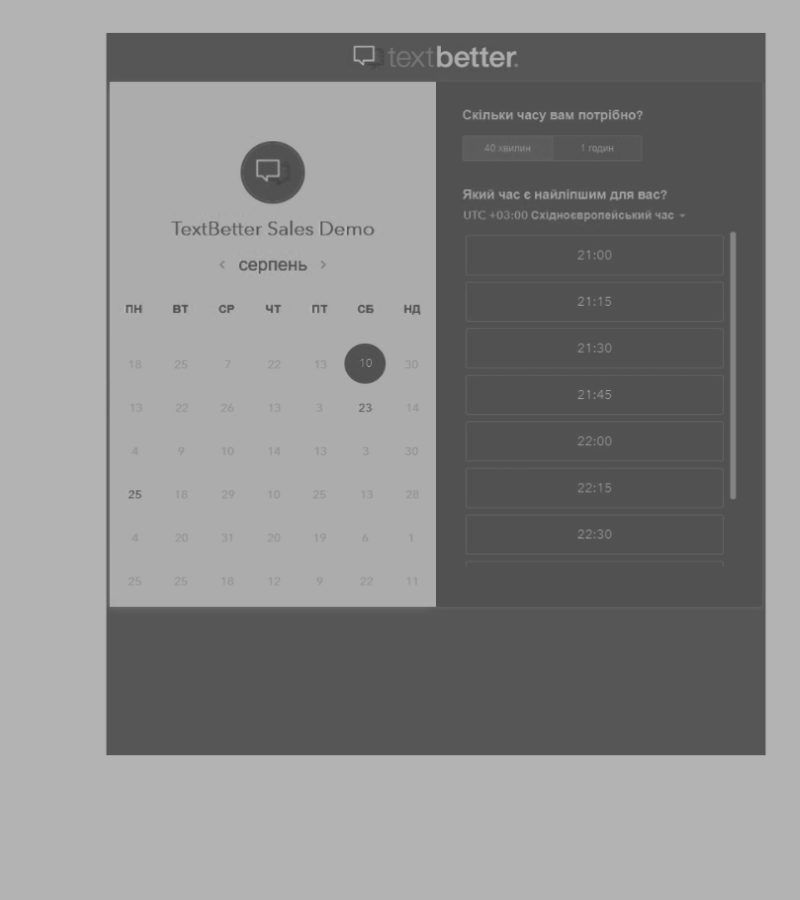 textbetter.
TextBetter Sales Demo
‹ серпень ›
ПН ВТ СР ЧТ ПТ СБ НД
18 25 7 22 13 10 30
13 22 26 13 3 23 14
4 9 10 14 13 3 30
25 18 29 10 25 13 28
4 20 31 20 19 6 1
25 25 18 12 9 22 11
Скільки часу вам потрібно?
40 хвилин 1 годин
Який час є найліпшим для вас?
UTC +03:00 Східноєвропейський час
21:00
21:15
21:30
21:45
22:00
22:15
22:30